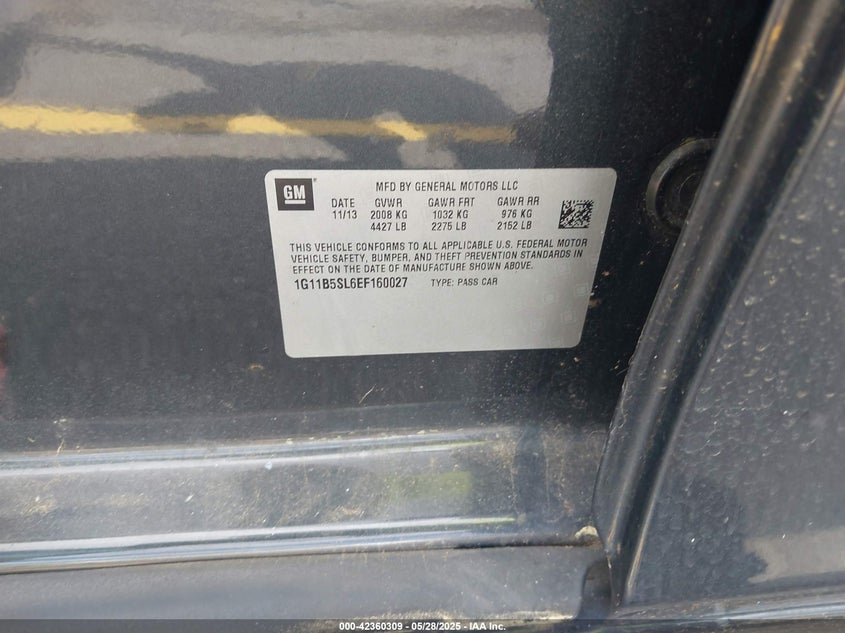 GM
MFD BY GENERAL MOTORS LLC
DATE GVWR GAWR FRT GAWR RR
11/13 2008 KG 1032 KG 976 KG
4427 LB 2275 LB 2152 LB
THIS VEHICLE CONFORMS TO ALL APPLICABLE U.S. FEDERAL MOTOR
VEHICLE SAFETY, BUMPER, AND THEFT PREVENTION STANDARDS IN
EFFECT ON THE DATE OF MANUFACTURE SHOWN ABOVE.
1G11B5SL6EF160027 TYPE: PASS CAR
000-42360309 - 05/28/2025 - IAA Inc.